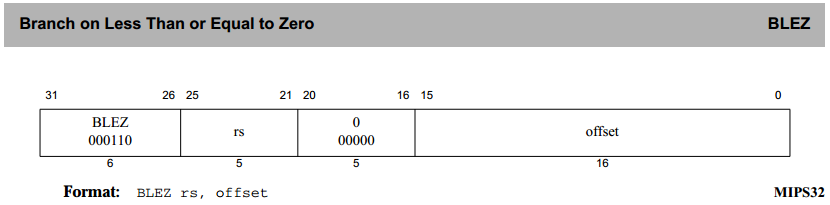 Branch on Less Than or Equal to Zero BLEZ
31 26 25 21 20 16 15 0
BLEZ 0
000110 rs 00000 offset
6 5 5 16
Format: BLEZ rs, offset MIPS32